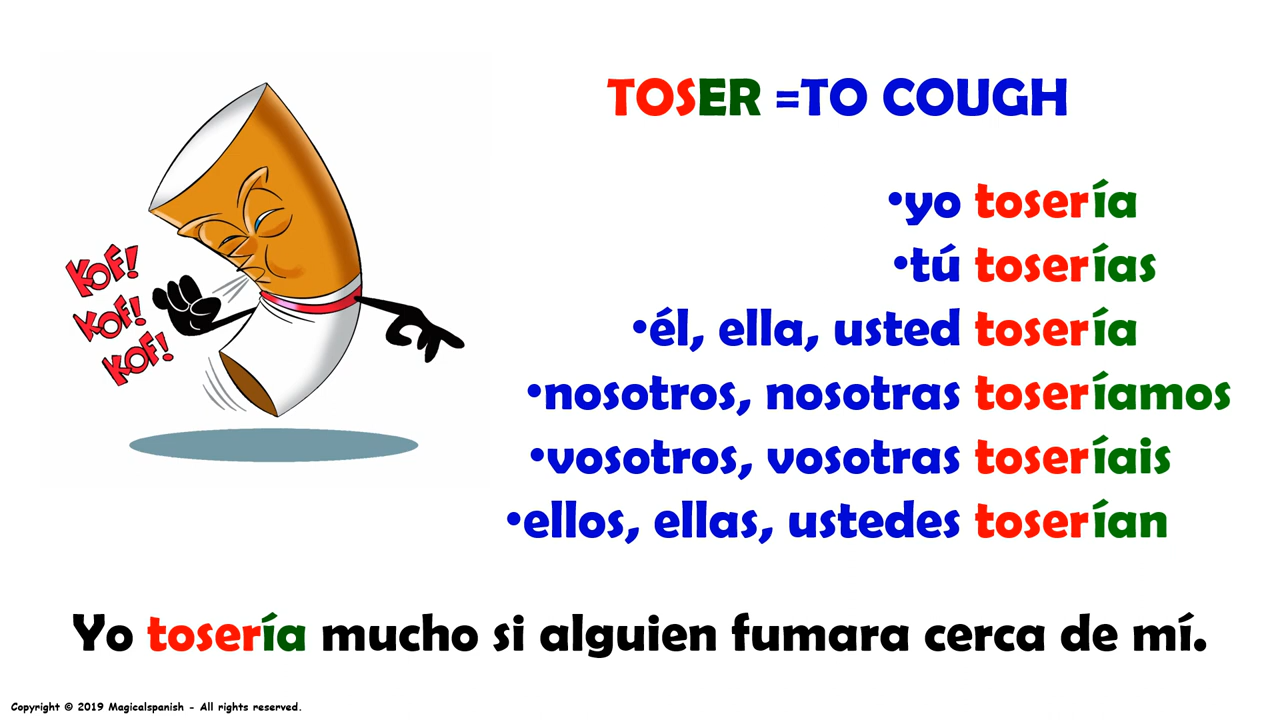 TOSER =TO COUGH
•yo tosería
•tú toserías
•él, ella, usted tosería
•nosotros, nosotras toseríamos
•vosotros, vosotras toseríais
•ellos, ellas, ustedes toserían
KOF!
KOF!
KOF!
Yo tosería mucho si alguien fumara cerca de mí.
Copyright © 2019 Magicalspanish - All rights reserved.